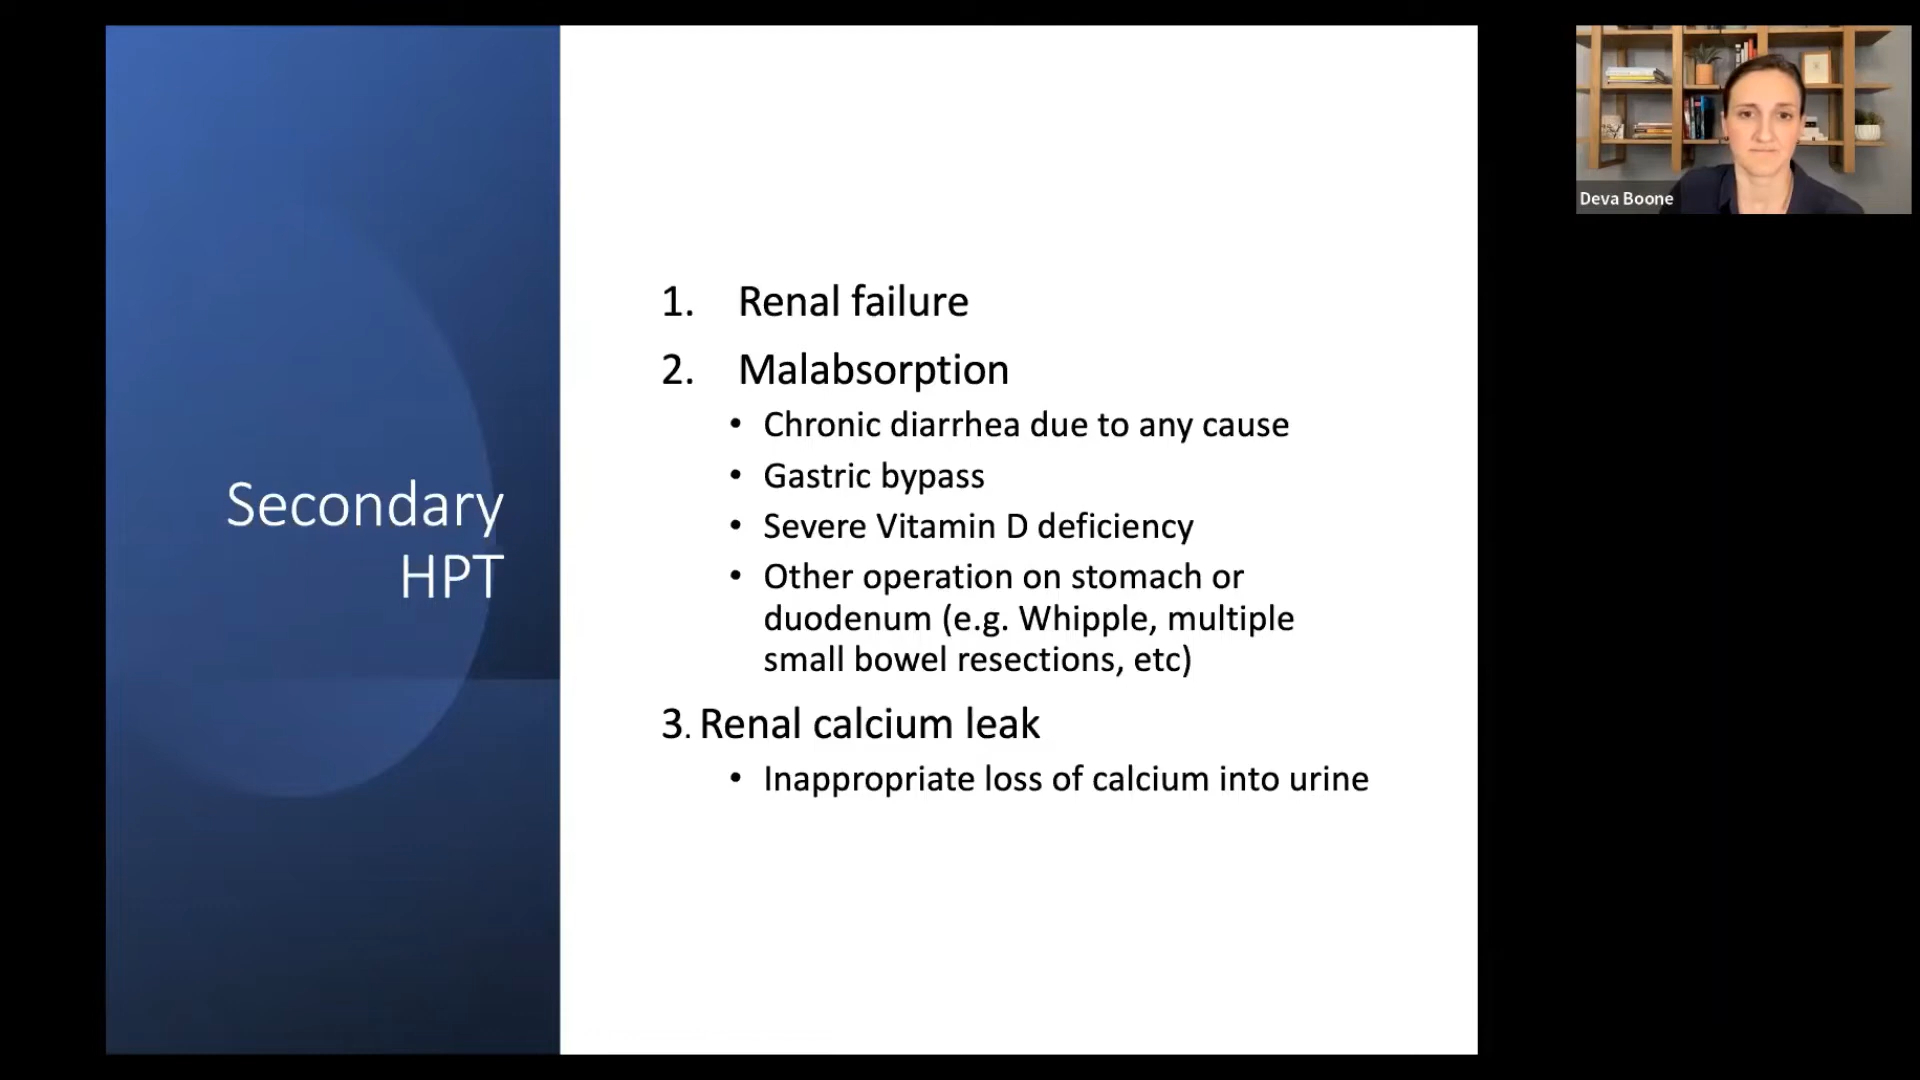 Secondary
HPT
1. Renal failure
2. Malabsorption
• Chronic diarrhea due to any cause
• Gastric bypass
• Severe Vitamin D deficiency
• Other operation on stomach or
duodenum (e.g. Whipple, multiple
small bowel resections, etc)
3. Renal calcium leak
• Inappropriate loss of calcium into urine
Deva Boone